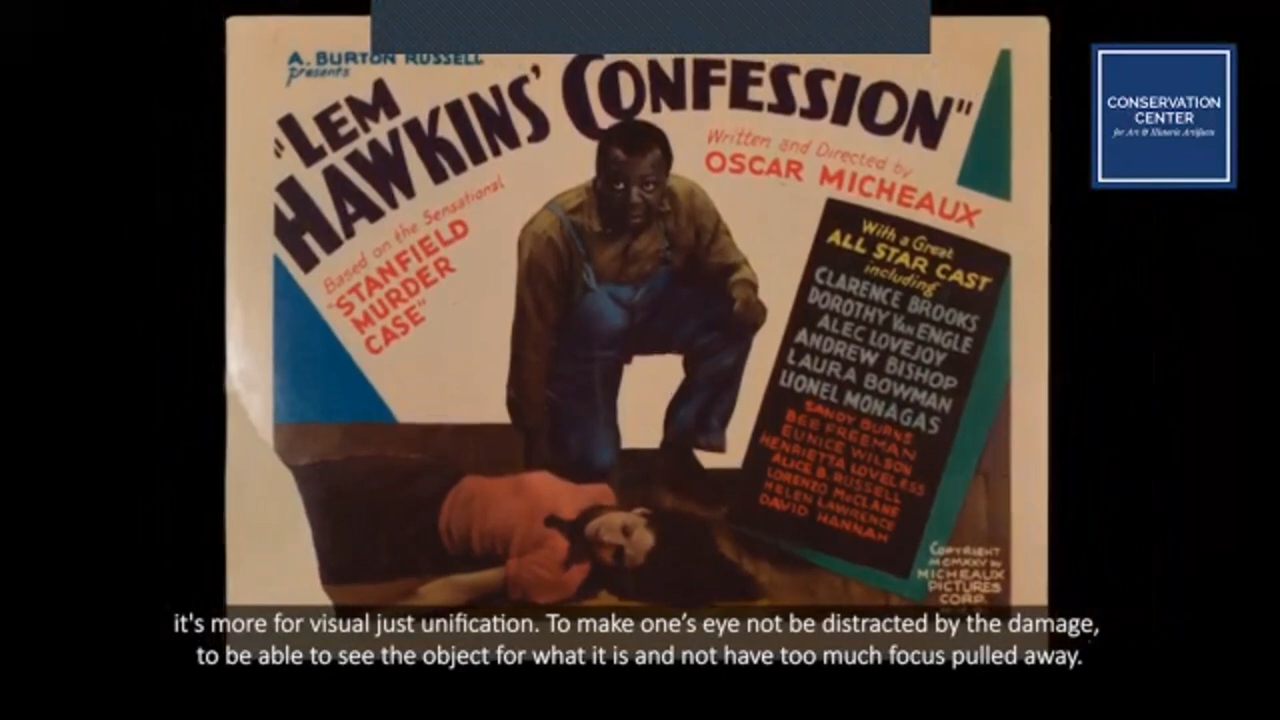 A. BURTON RUSSELL
presents
"LEM
HAWKINS' CONFESSION"
Based on the Sensational
"STANFIELD
MURDER
CASE"
Written and Directed by
OSCAR MICHEAUX
With a Great
ALL STAR CAST
including
CLARENCE BROOKS
DOROTHY VAN ENGLE
ALEC LOVEJOY
ANDREW BISHOP
LAURA BOWMAN
LIONEL MONAGAS
SANDY BURNS
BEE FREEMAN
EUNICE WILSON
HENRIETTA LOVELESS
ALICE B. RUSSELL
LORENZO McCLANE
HELEN LAWRENCE
DAVID HANNAH
COPYRIGHT
MCMXXXV by
MICHEAUX
PICTURES
CORP.
CONSERVATION
CENTER
for Art & Historic Artifacts
it's more for visual just unification. To make one's eye not be distracted by the damage,
to be able to see the object for what it is and not have too much focus pulled away.